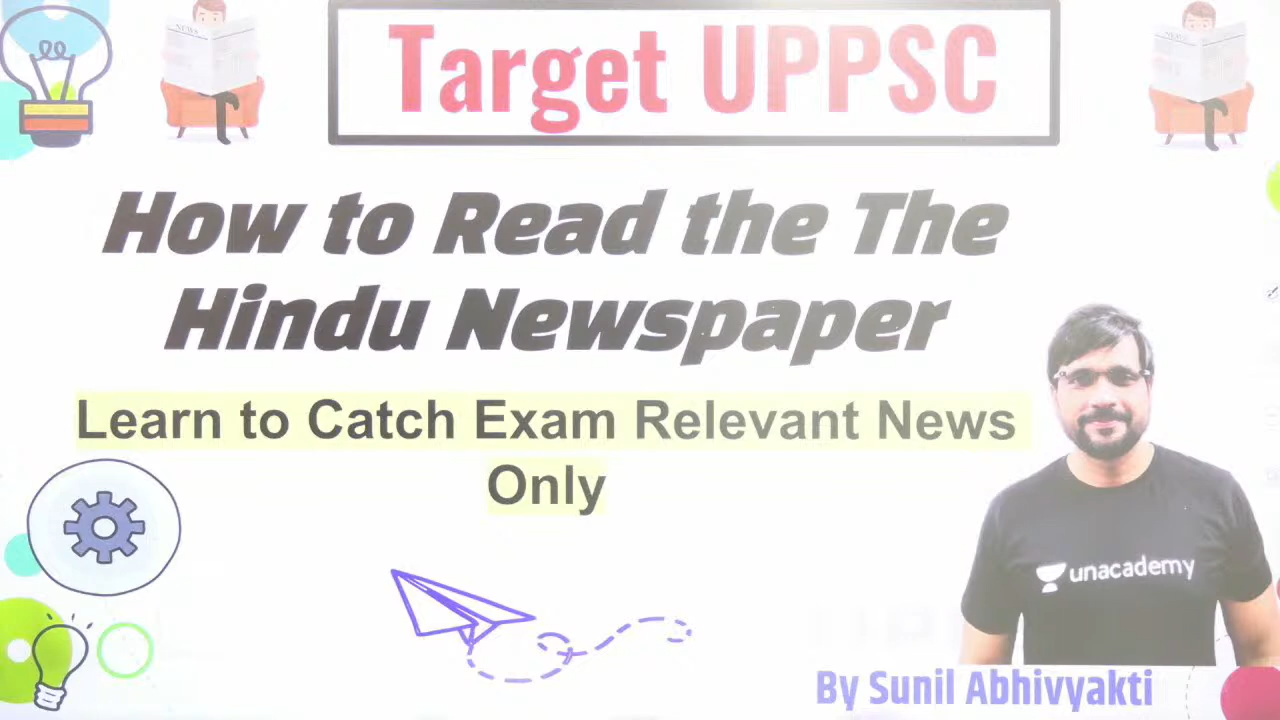 NEWS
Target UPPSC
How to Read the The
Hindu Newspaper
Learn to Catch Exam Relevant News
Only
unacademy
By Sunil Abhivyakti